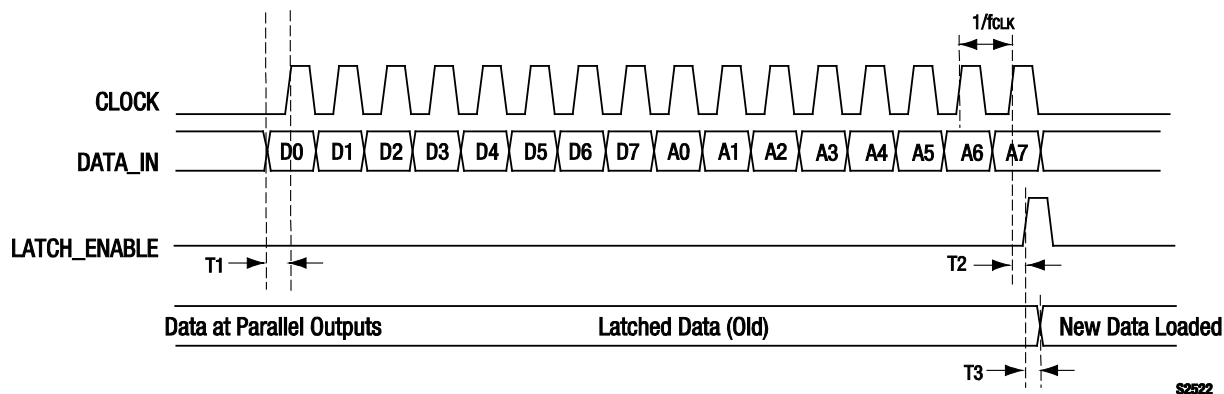 1/fCLK
CLOCK
DATA_IN
D0 D1 D2 D3 D4 D5 D6 D7 A0 A1 A2 A3 A4 A5 A6 A7
LATCH_ENABLE
T1
T2
Data at Parallel Outputs
Latched Data (Old)
New Data Loaded
T3
S2522